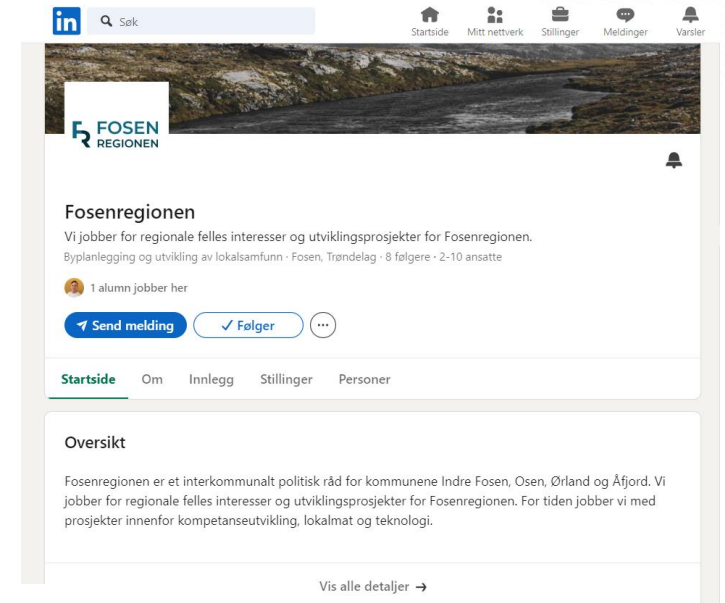 in
Søk
Startside Mitt nettverk Stillinger Meldinger Varsler
FR FOSEN
REGIONEN
Fosenregionen
Vi jobber for regionale felles interesser og utviklingsprosjekter for Fosenregionen.
Byplanlegging og utvikling av lokalsamfunn · Fosen, Trøndelag · 8 følgere · 2-10 ansatte
1 alumn jobber her
Send melding Følger ...
Startside Om Innlegg Stillinger Personer
Oversikt
Fosenregionen er et interkommunalt politisk råd for kommunene Indre Fosen, Osen, Ørland og Åfjord. Vi
jobber for regionale felles interesser og utviklingsprosjekter for Fosenregionen. For tiden jobber vi med
prosjekter innenfor kompetanseutvikling, lokalmat og teknologi.
Vis alle detaljer →